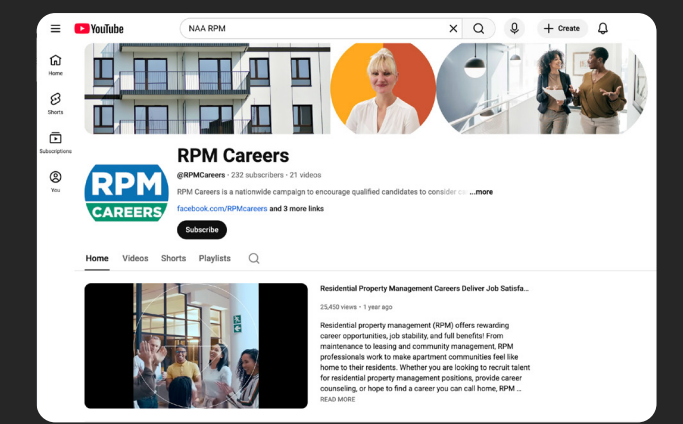 YouTube
NAA RPM
Create
Home
Shorts
Subscriptions
You
RPM
CAREERS
RPM Careers
@RPMCareers · 232 subscribers · 21 videos
RPM Careers is a nationwide campaign to encourage qualified candidates to consider ...more
facebook.com/RPMcareers and 3 more links
Subscribe
Home Videos Shorts Playlists
Residential Property Management Careers Deliver Job Satisfa...
25,450 views · 1 year ago
Residential property management (RPM) offers rewarding
career opportunities, job stability, and full benefits! From
maintenance to leasing and community management, RPM
professionals work to make apartment communities feel like
home to their residents. Whether you are looking to recruit talent
for residential property management positions, provide career
counseling, or hope to find a career you can call home, RPM ...
READ MORE